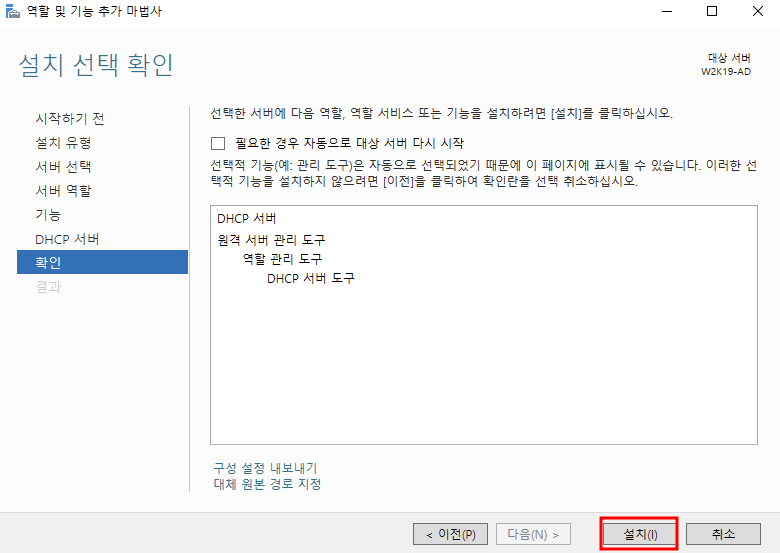 역할 및 기능 추가 마법사
설치 선택 확인
대상 서버
W2K19-AD
시작하기 전
설치 유형
서버 선택
서버 역할
기능
DHCP 서버
확인
결과
선택한 서버에 다음 역할, 역할 서비스 또는 기능을 설치하려면 [설치]를 클릭하십시오.
필요한 경우 자동으로 대상 서버 다시 시작
선택적 기능(예: 관리 도구)은 자동으로 선택되었기 때문에 이 페이지에 표시될 수 있습니다. 이러한 선
택적 기능을 설치하지 않으려면 [이전]을 클릭하여 확인란을 선택 취소하십시오.
DHCP 서버
원격 서버 관리 도구
역할 관리 도구
DHCP 서버 도구
구성 설정 내보내기
대체 원본 경로 지정
< 이전(P)
다음(N) >
설치(I)
취소